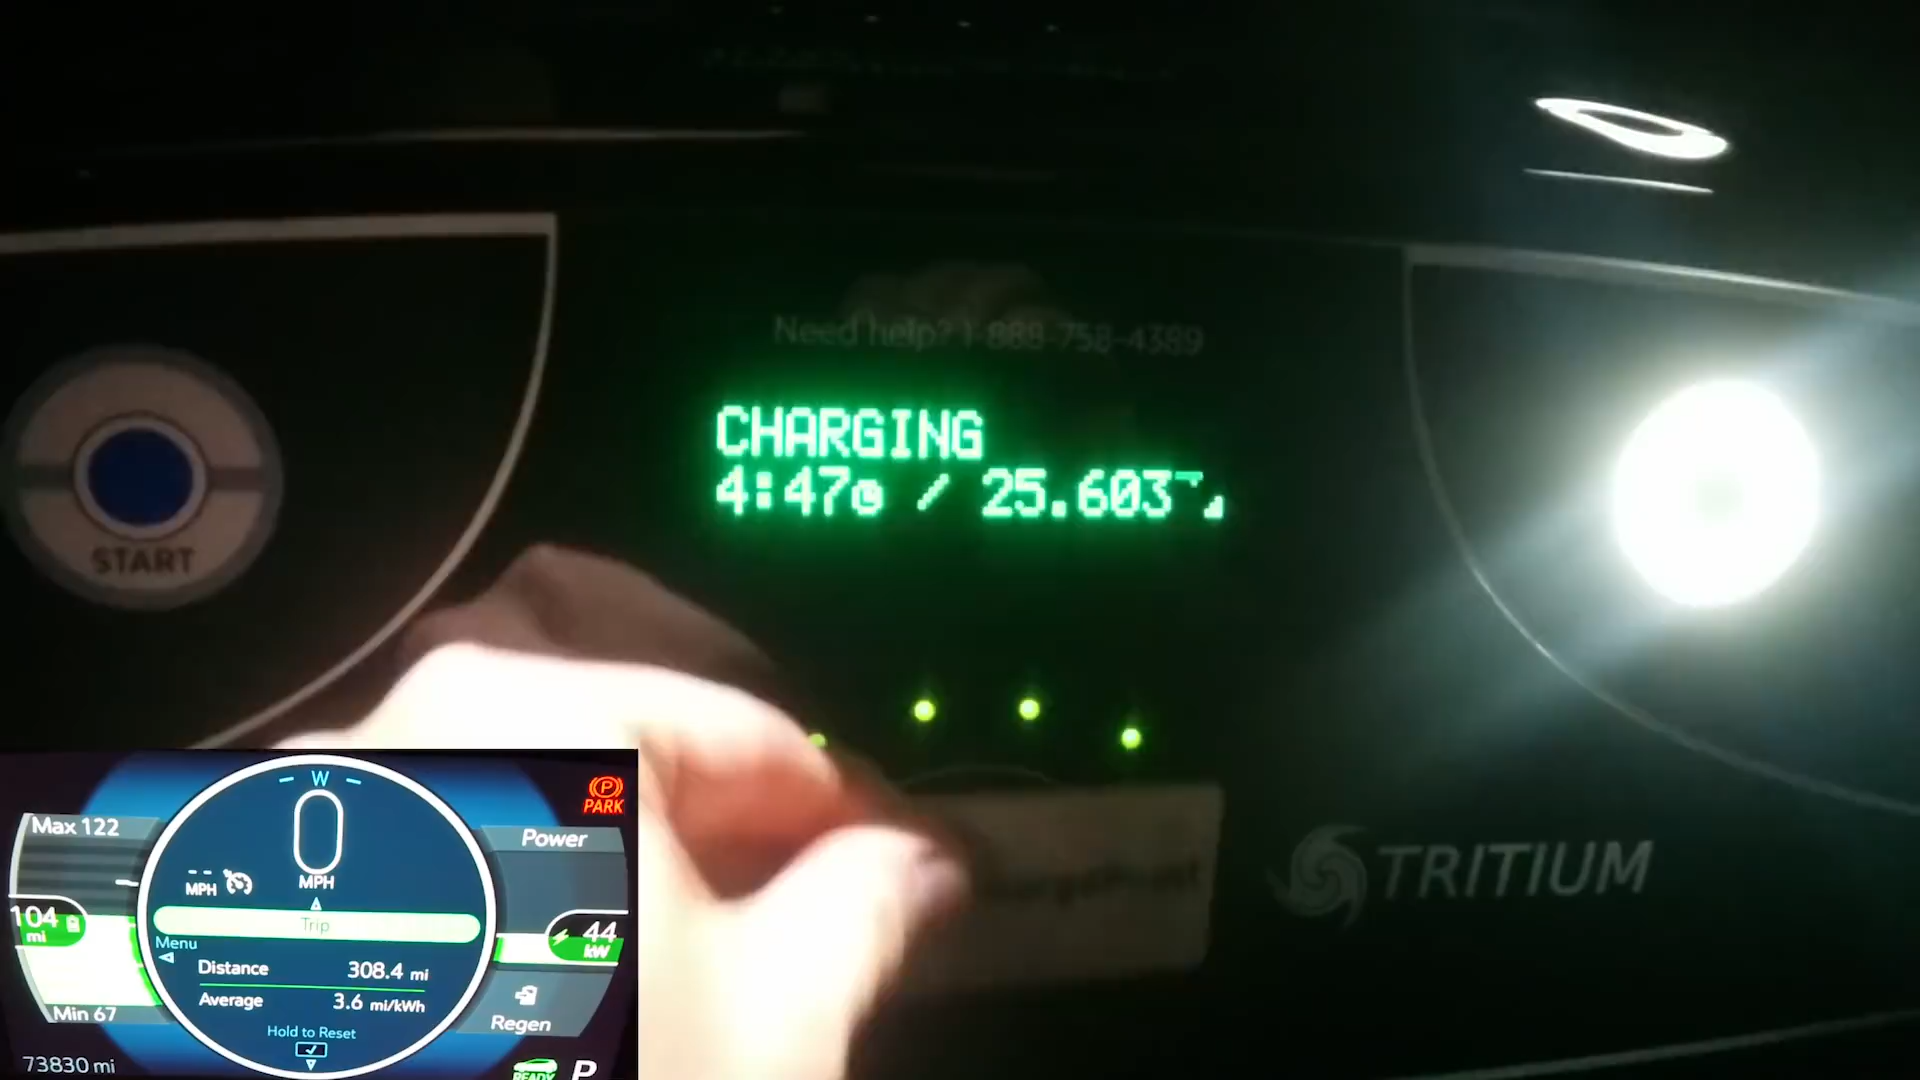 Need help? 1-888-758-4389
CHARGING
4:47 / 25.603
START
TRITIUM
W
PARK
Max 122
Power
0
-- MPH
MPH
Trip
104 mi
44 kW
Menu
Distance 308.4 mi
Average 3.6 mi/kWh
Min 67
Regen
Hold to Reset
73830 mi
READY
P